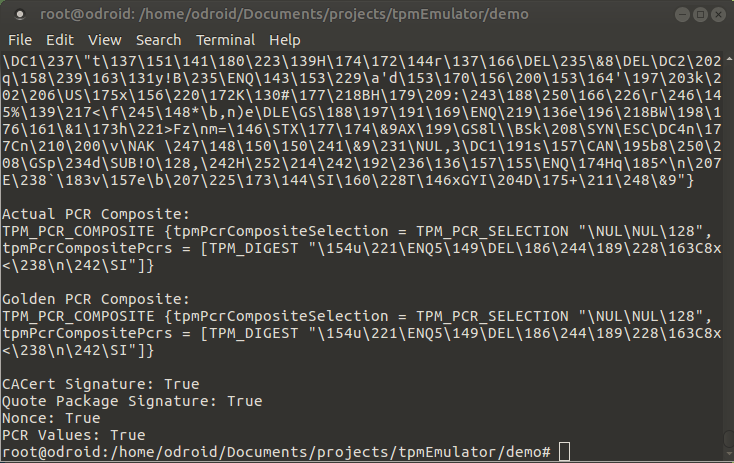 root@odroid: /home/odroid/Documents/projects/tpmEmulator/demo
File Edit View Search Terminal Help
\DC1\237\"t\137\151\141\180\223\139H\174\172\144r\137\166\DEL\235\&8\DEL\DC2\202
q\158\239\163\131y!B\235\ENQ\143\153\229\a'd\153\170\156\200\153\164'\197\203k\2
02\206\US\175x\156\220\172K\130#\177\218BH\179\209:\243\188\250\166\226\r\246\14
5%\139\217<\f\245\148*\b,n)e\DLE\GS\188\197\191\169\ENQ\219\136e\196\218BW\198\1
76\161\&1\173h\221>Fz\nm=\146\STX\177\174\&9AX\199\GS8l\\BSk\208\SYN\ESC\DC4n\17
7Cn\210\200\v\NAK \247\148\150\150\241\&9\231\NUL,3\DC1\191s\157\CAN\195b8\250\2
08\GSp\234d\SUB!O\128,\242H\252\214\242\192\236\136\157\155\ENQ\174Hq\185^\n\207
E\238`\183v\157e\b\207\225\173\144\SI\160\228T\146xGYI\204D\175+\211\248\&9"}
Actual PCR Composite:
TPM_PCR_COMPOSITE {tpmPcrCompositeSelection = TPM_PCR_SELECTION "\NUL\NUL\128",
tpmPcrCompositePcrs = [TPM_DIGEST "\154u\221\ENQ5\149\DEL\186\244\189\228\163C8x
<\238\n\242\SI"]}
Golden PCR Composite:
TPM_PCR_COMPOSITE {tpmPcrCompositeSelection = TPM_PCR_SELECTION "\NUL\NUL\128",
tpmPcrCompositePcrs = [TPM_DIGEST "\154u\221\ENQ5\149\DEL\186\244\189\228\163C8x
<\238\n\242\SI"]}
CACert Signature: True
Quote Package Signature: True
Nonce: True
PCR Values: True
root@odroid:/home/odroid/Documents/projects/tpmEmulator/demo#